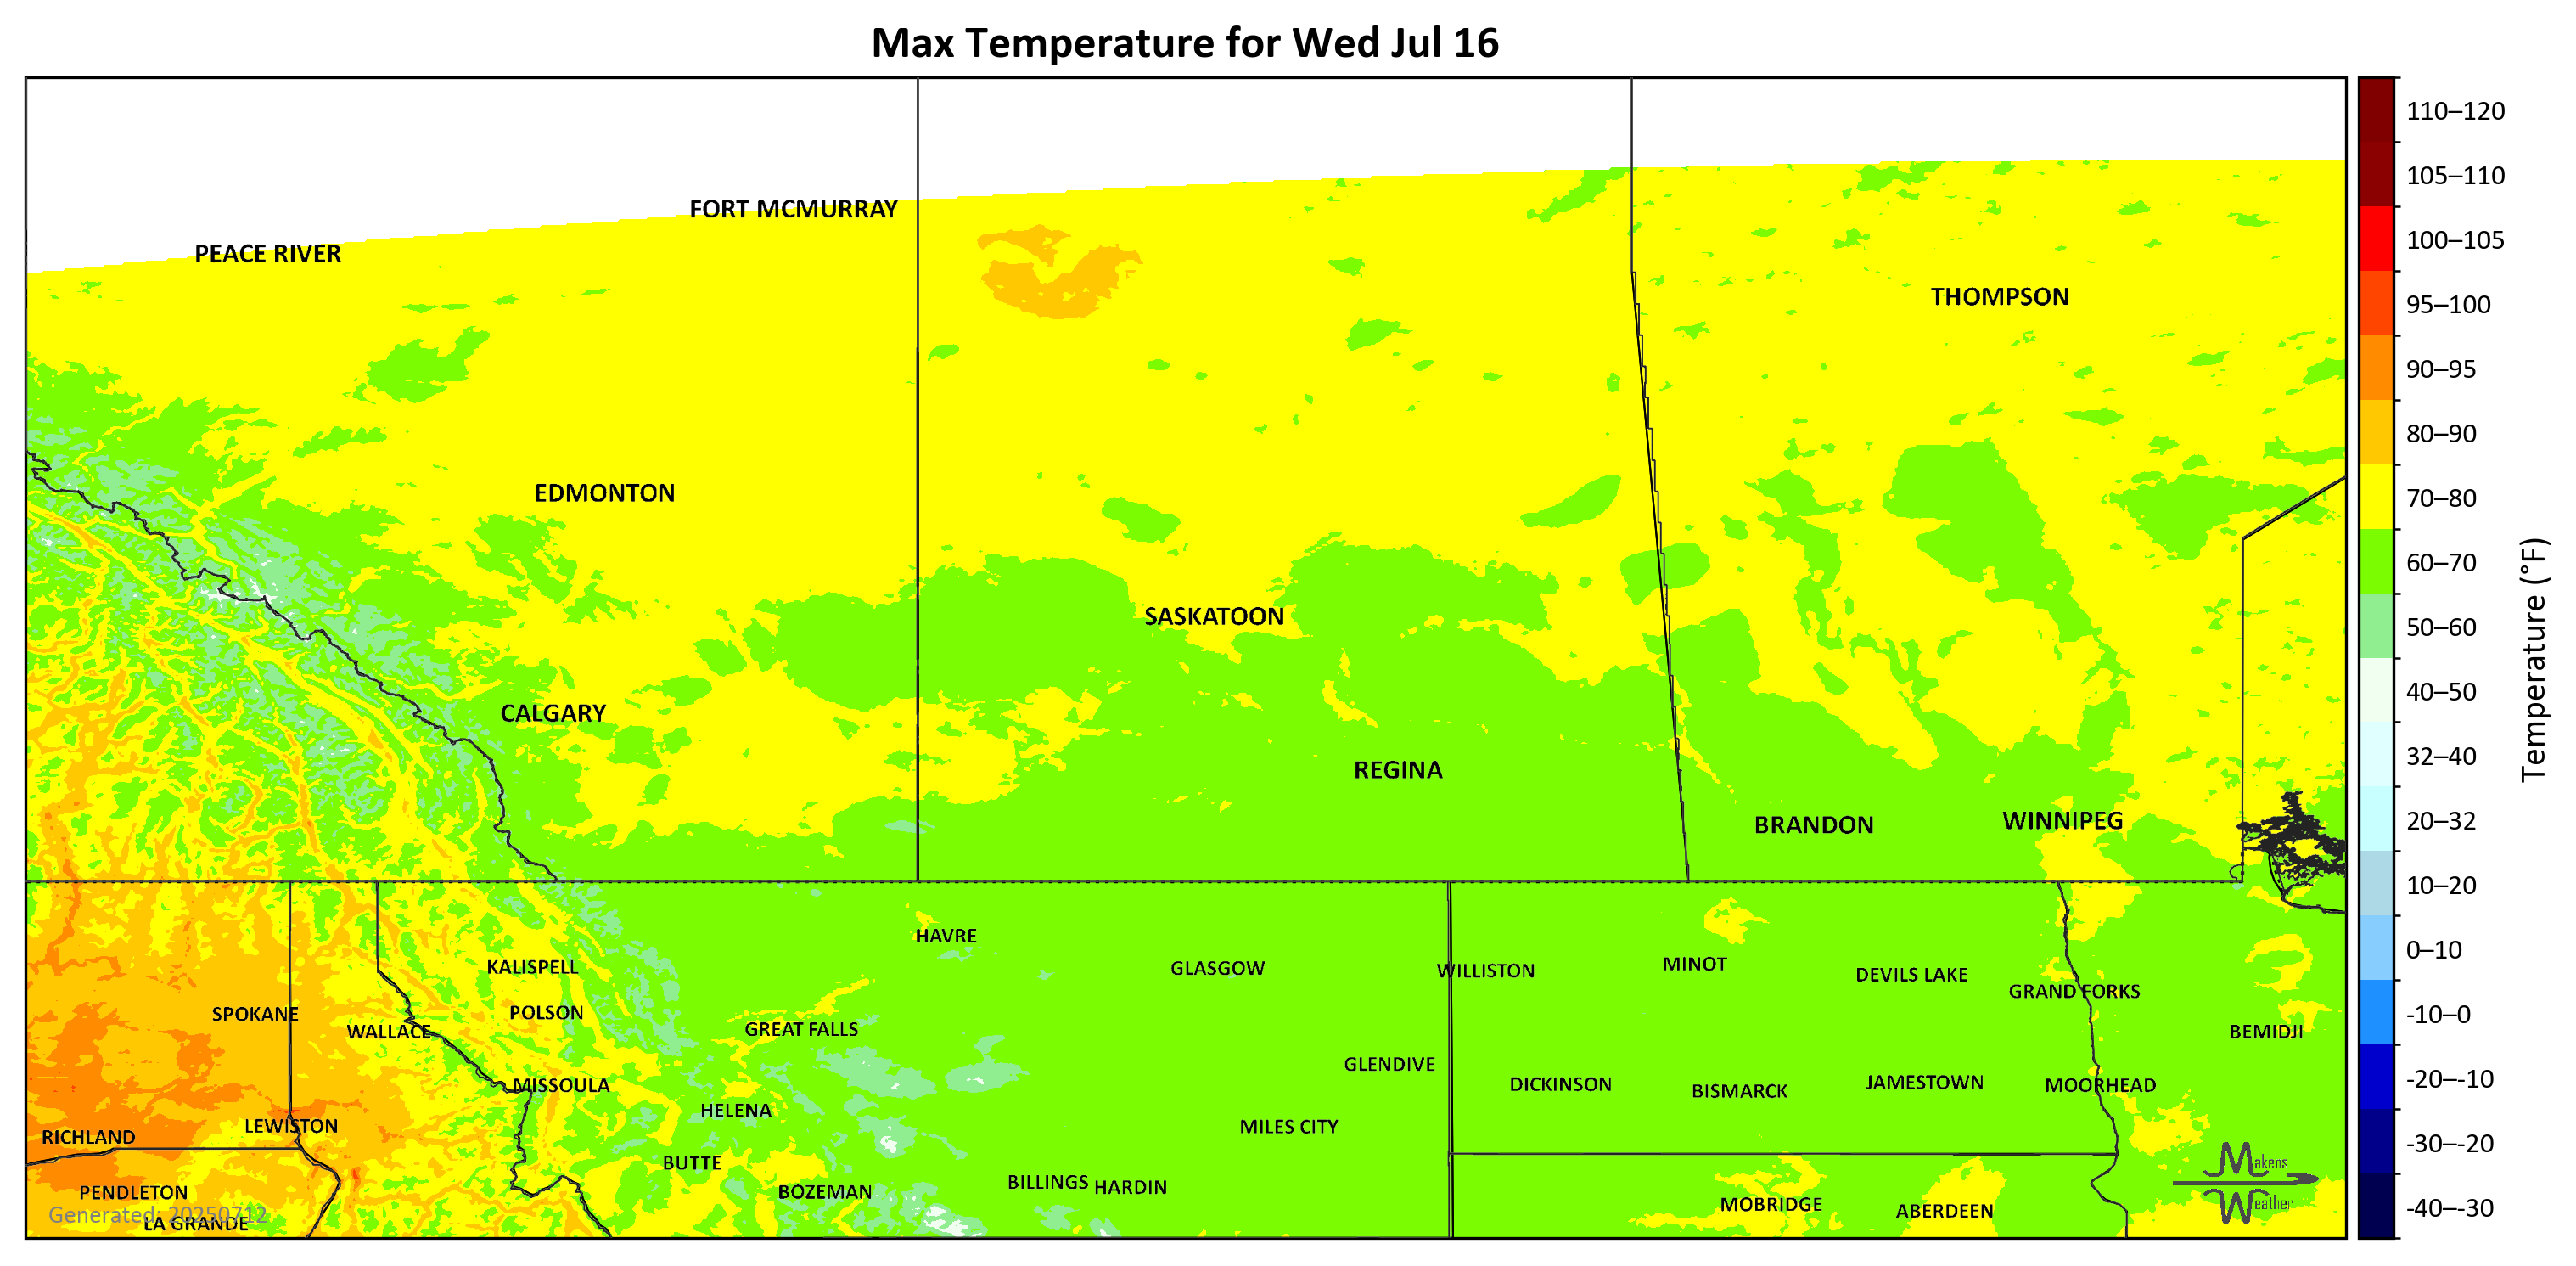 Max Temperature for Wed Jul 16
110–120
105–110
FORT MCMURRAY
100–105
PEACE RIVER
THOMPSON
95–100
90–95
80–90
EDMONTON
70–80
60–70
SASKATOON
50–60
Temperature (°F)
CALGARY
40–50
REGINA
32–40
BRANDON
WINNIPEG
20–32
10–20
HAVRE
0–10
KALISPELL
GLASGOW
WILLISTON
MINOT
DEVILS LAKE
GRAND FORKS
SPOKANE
POLSON
-10–0
WALLACE
GREAT FALLS
BEMIDJI
GLENDIVE
-20–-10
MISSOULA
DICKINSON
BISMARCK
JAMESTOWN
MOORHEAD
HELENA
LEWISTON
MILES CITY
RICHLAND
-30–-20
BUTTE
Makens
PENDLETON
BOZEMAN
BILLINGS
HARDIN
MOBRIDGE
ABERDEEN
Weather
-40–-30
Generated: 20250712
LA GRANDE